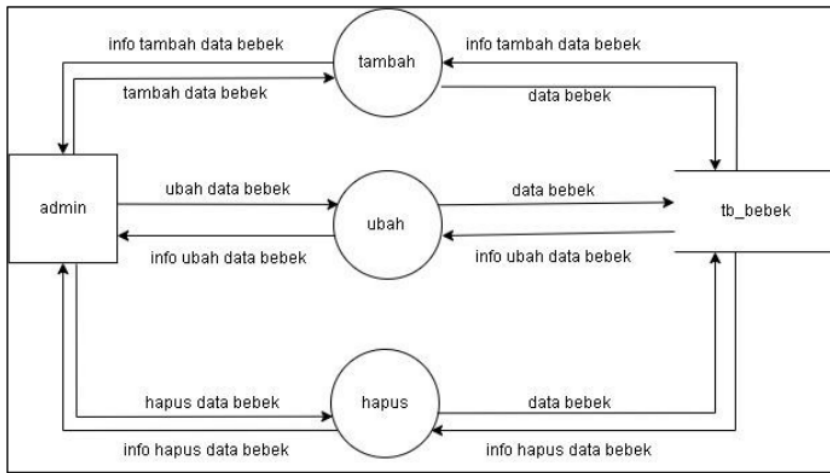 info tambah data bebek
tambah
info tambah data bebek
tambah data bebek
data bebek
admin
ubah data bebek
ubah
data bebek
tb_bebek
info ubah data bebek
info ubah data bebek
hapus data bebek
hapus
data bebek
info hapus data bebek
info hapus data bebek